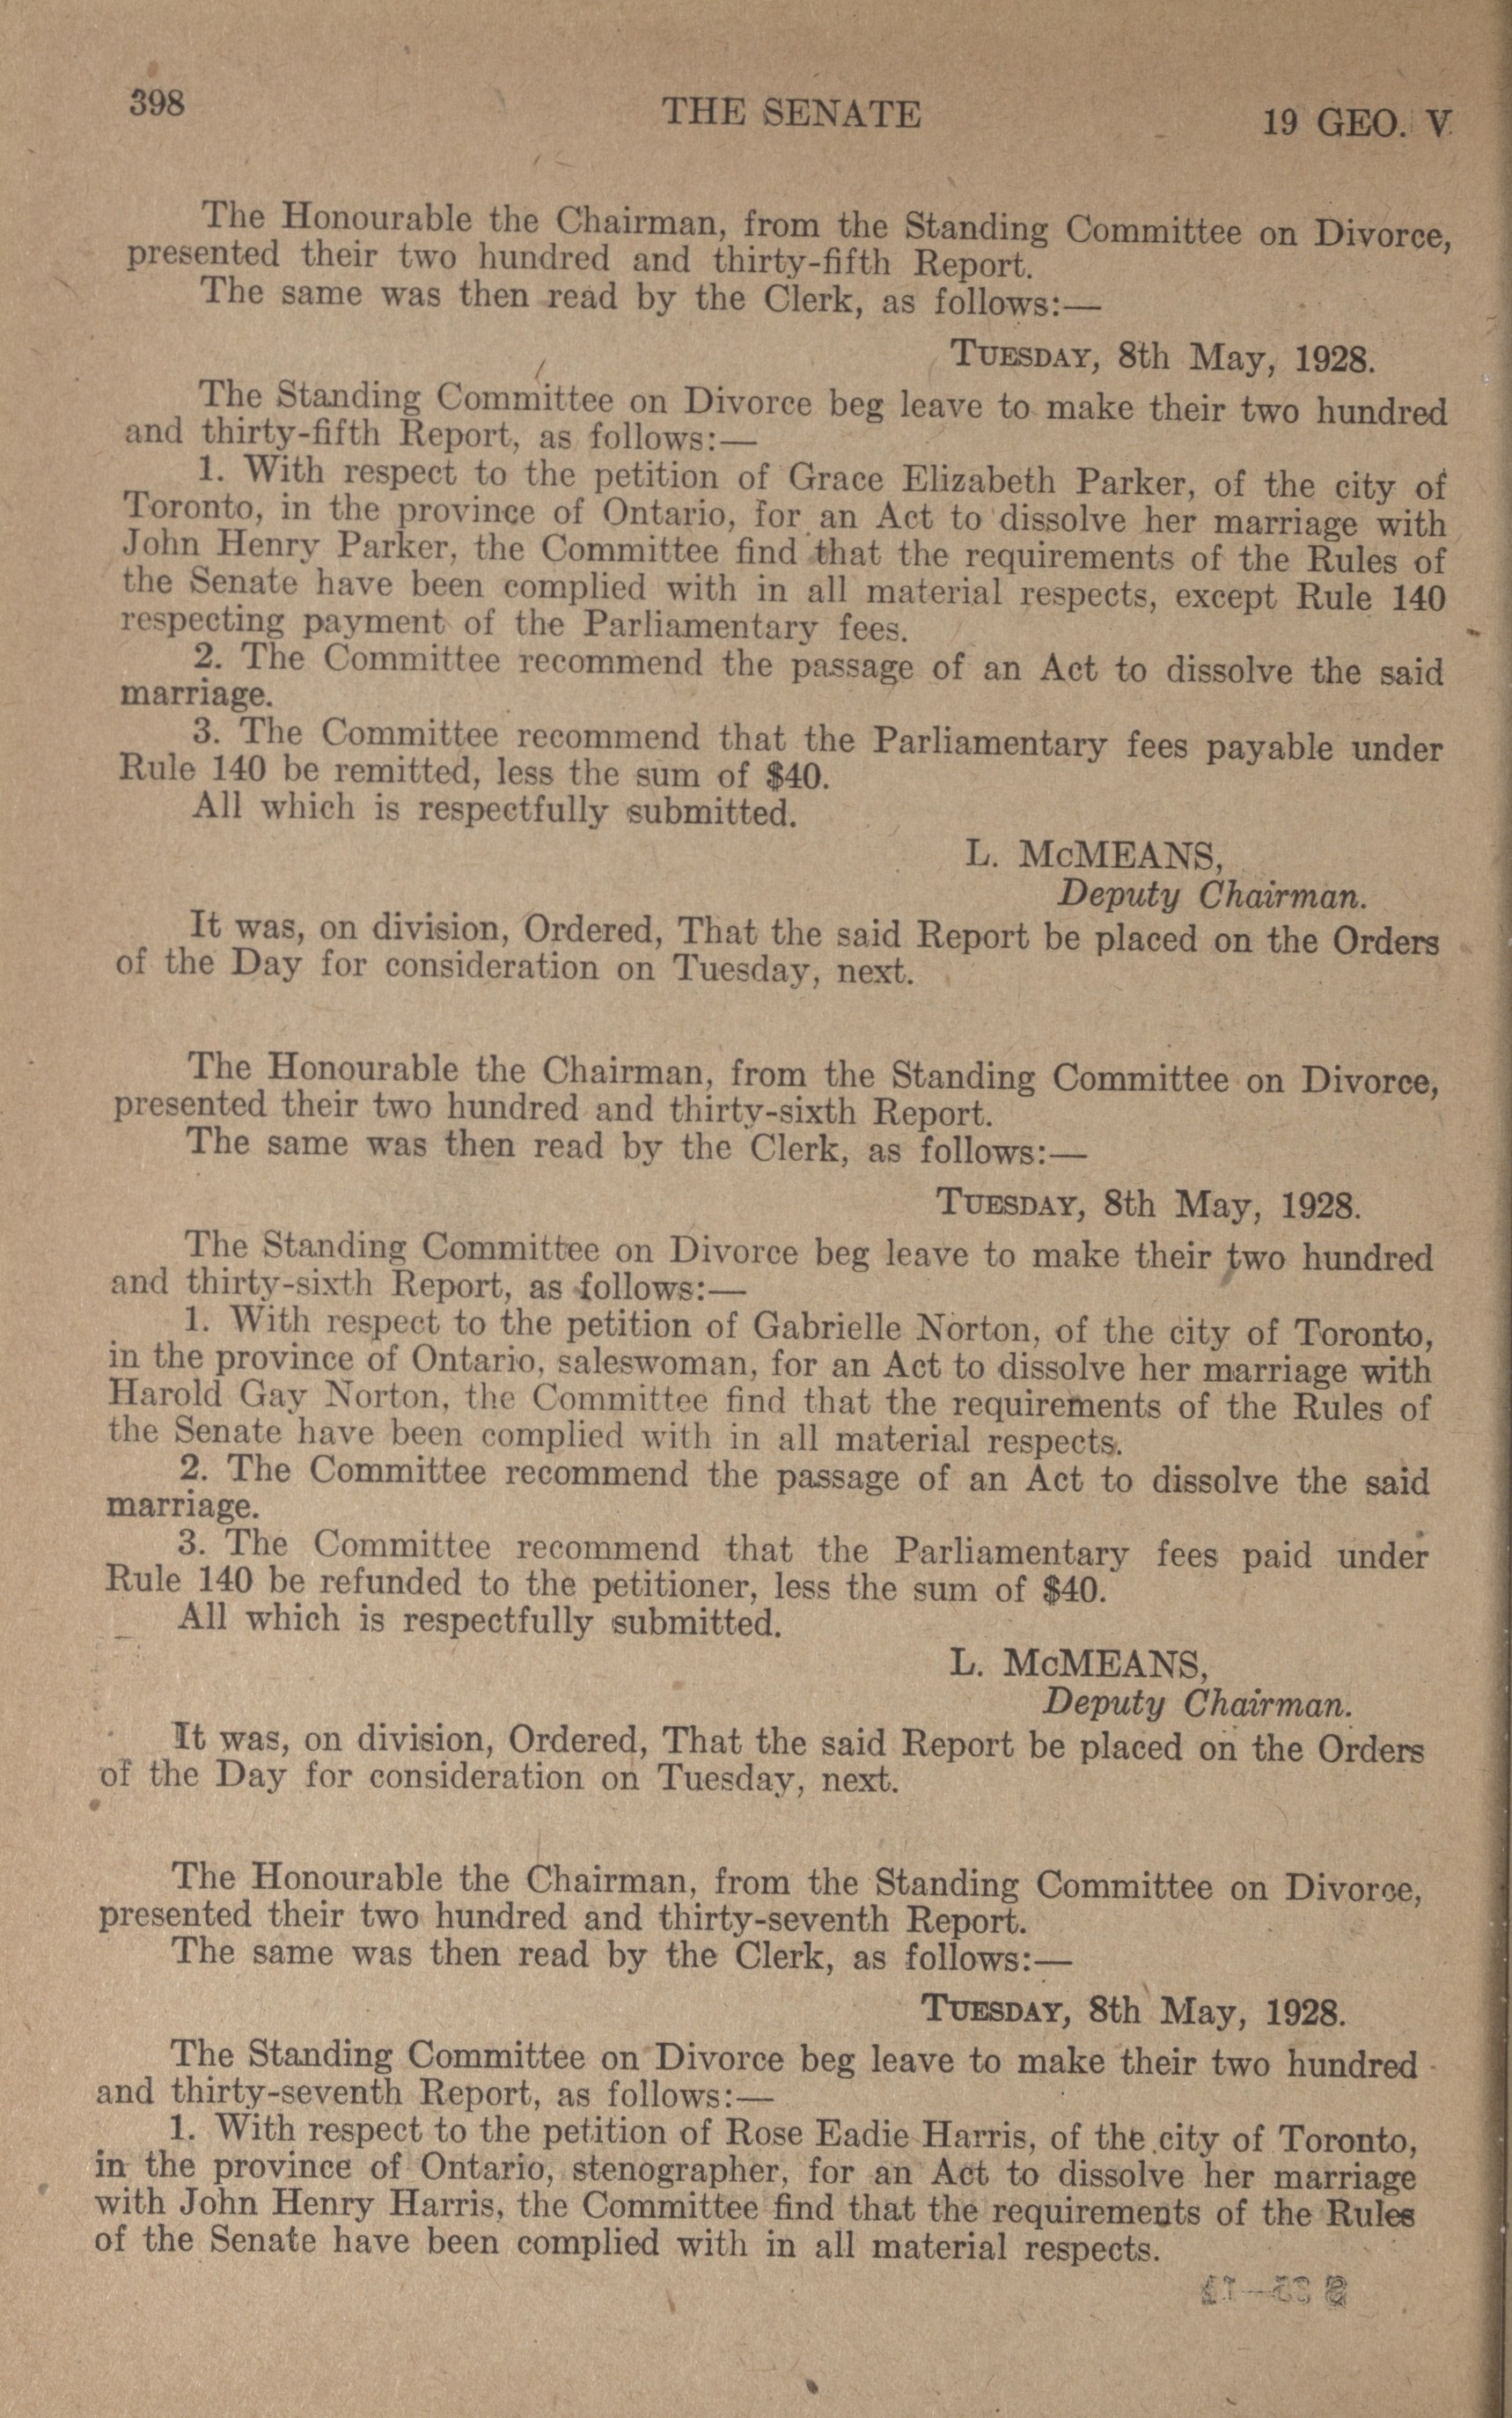 398 THE SENATE 19 GEO. V
The Honourable the Chairman, from the Standing Committee on Divorce,
presented their two hundred and thirty-fifth Report.
The same was then read by the Clerk, as follows:—
TUESDAY, 8th May, 1928.
The Standing Committee on Divorce beg leave to make their two hundred
and thirty-fifth Report, as follows:—
1. With respect to the petition of Grace Elizabeth Parker, of the city of
Toronto, in the province of Ontario, for an Act to dissolve her marriage with
John Henry Parker, the Committee find that the requirements of the Rules of
the Senate have been complied with in all material respects, except Rule 140
respecting payment of the Parliamentary fees.
2. The Committee recommend the passage of an Act to dissolve the said
marriage.
3. The Committee recommend that the Parliamentary fees payable under
Rule 140 be remitted, less the sum of $40.
All which is respectfully submitted.
L. McMEANS,
Deputy Chairman.
It was, on division, Ordered, That the said Report be placed on the Orders
of the Day for consideration on Tuesday, next.
The Honourable the Chairman, from the Standing Committee on Divorce,
presented their two hundred and thirty-sixth Report.
The same was then read by the Clerk, as follows:—
TUESDAY, 8th May, 1928.
The Standing Committee on Divorce beg leave to make their two hundred
and thirty-sixth Report, as follows:—
1. With respect to the petition of Gabrielle Norton, of the city of Toronto,
in the province of Ontario, saleswoman, for an Act to dissolve her marriage with
Harold Gay Norton, the Committee find that the requirements of the Rules of
the Senate have been complied with in all material respects.
2. The Committee recommend the passage of an Act to dissolve the said
marriage.
3. The Committee recommend that the Parliamentary fees paid under
Rule 140 be refunded to the petitioner, less the sum of $40.
All which is respectfully submitted.
L. McMEANS,
Deputy Chairman.
It was, on division, Ordered, That the said Report be placed on the Orders
of the Day for consideration on Tuesday, next.
The Honourable the Chairman, from the Standing Committee on Divorce,
presented their two hundred and thirty-seventh Report.
The same was then read by the Clerk, as follows:—
TUESDAY, 8th May, 1928.
The Standing Committee on Divorce beg leave to make their two hundred
and thirty-seventh Report, as follows:—
1. With respect to the petition of Rose Eadie Harris, of the city of Toronto,
in the province of Ontario, stenographer, for an Act to dissolve her marriage
with John Henry Harris, the Committee find that the requirements of the Rules
of the Senate have been complied with in all material respects.